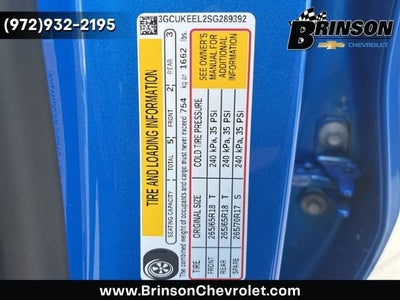 (972)932-2195
BRINSON
CHEVROLET
3GCUKEEL2SG289392
TIRE AND LOADING INFORMATION
SEATING CAPACITY TOTAL 5 FRONT 2 REAR 3
The combined weight of occupants and cargo must never exceed 754 kg or 1662 lbs.
TIRE ORIGINAL SIZE COLD TIRE PRESSURE
FRONT 265/65R18 T 240 kPa, 35 PSI
REAR 265/65R18 T 240 kPa, 35 PSI
SPARE 265/70R17 S 240 kPa, 35 PSI
SEE OWNER'S
MANUAL FOR
ADDITIONAL
INFORMATION
www.BrinsonChevrolet.com